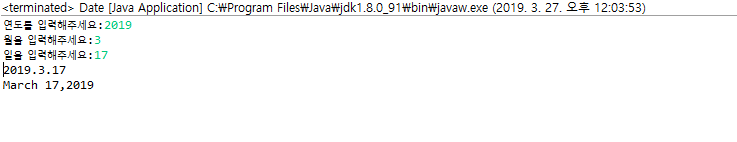 <terminated> Date [Java Application] C:₩Program Files₩Java₩jdk1.8.0_91₩bin₩javaw.exe (2019. 3. 27. 오후 12:03:53)
연도를 입력해주세요:2019
월을 입력해주세요:3
일을 입력해주세요:17
2019.3.17
March 17,2019